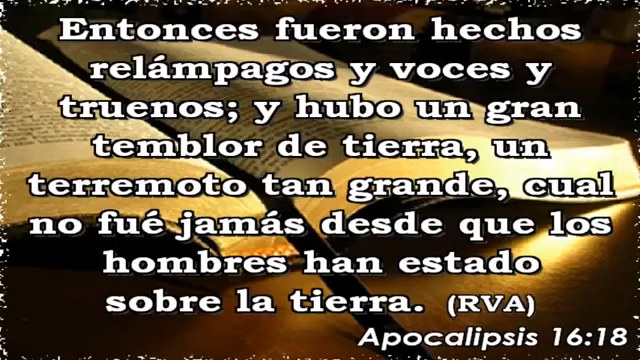 Entonces fueron hechos
relámpagos y voces y
truenos; y hubo un gran
temblor de tierra, un
terremoto tan grande, cual
no fué jamás desde que los
hombres han estado
sobre la tierra. (RVA)
Apocalipsis 16:18